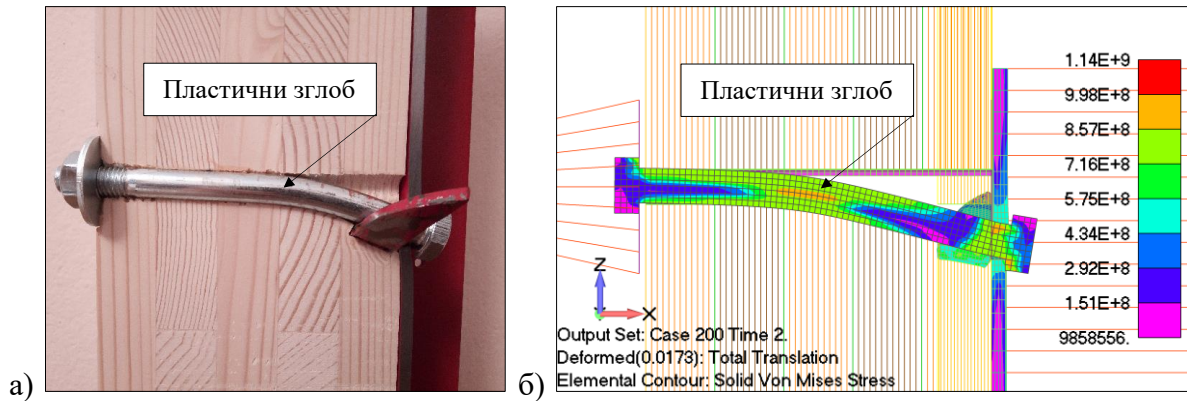 Пластични зглоб
а)
Пластични зглоб
Z
X
Output Set: Case 200 Time 2.
Deformed(0.0173): Total Translation
Elemental Contour: Solid Von Mises Stress
1.14E+9
9.98E+8
8.57E+8
7.16E+8
5.75E+8
4.34E+8
2.92E+8
1.51E+8
9858556.
б)